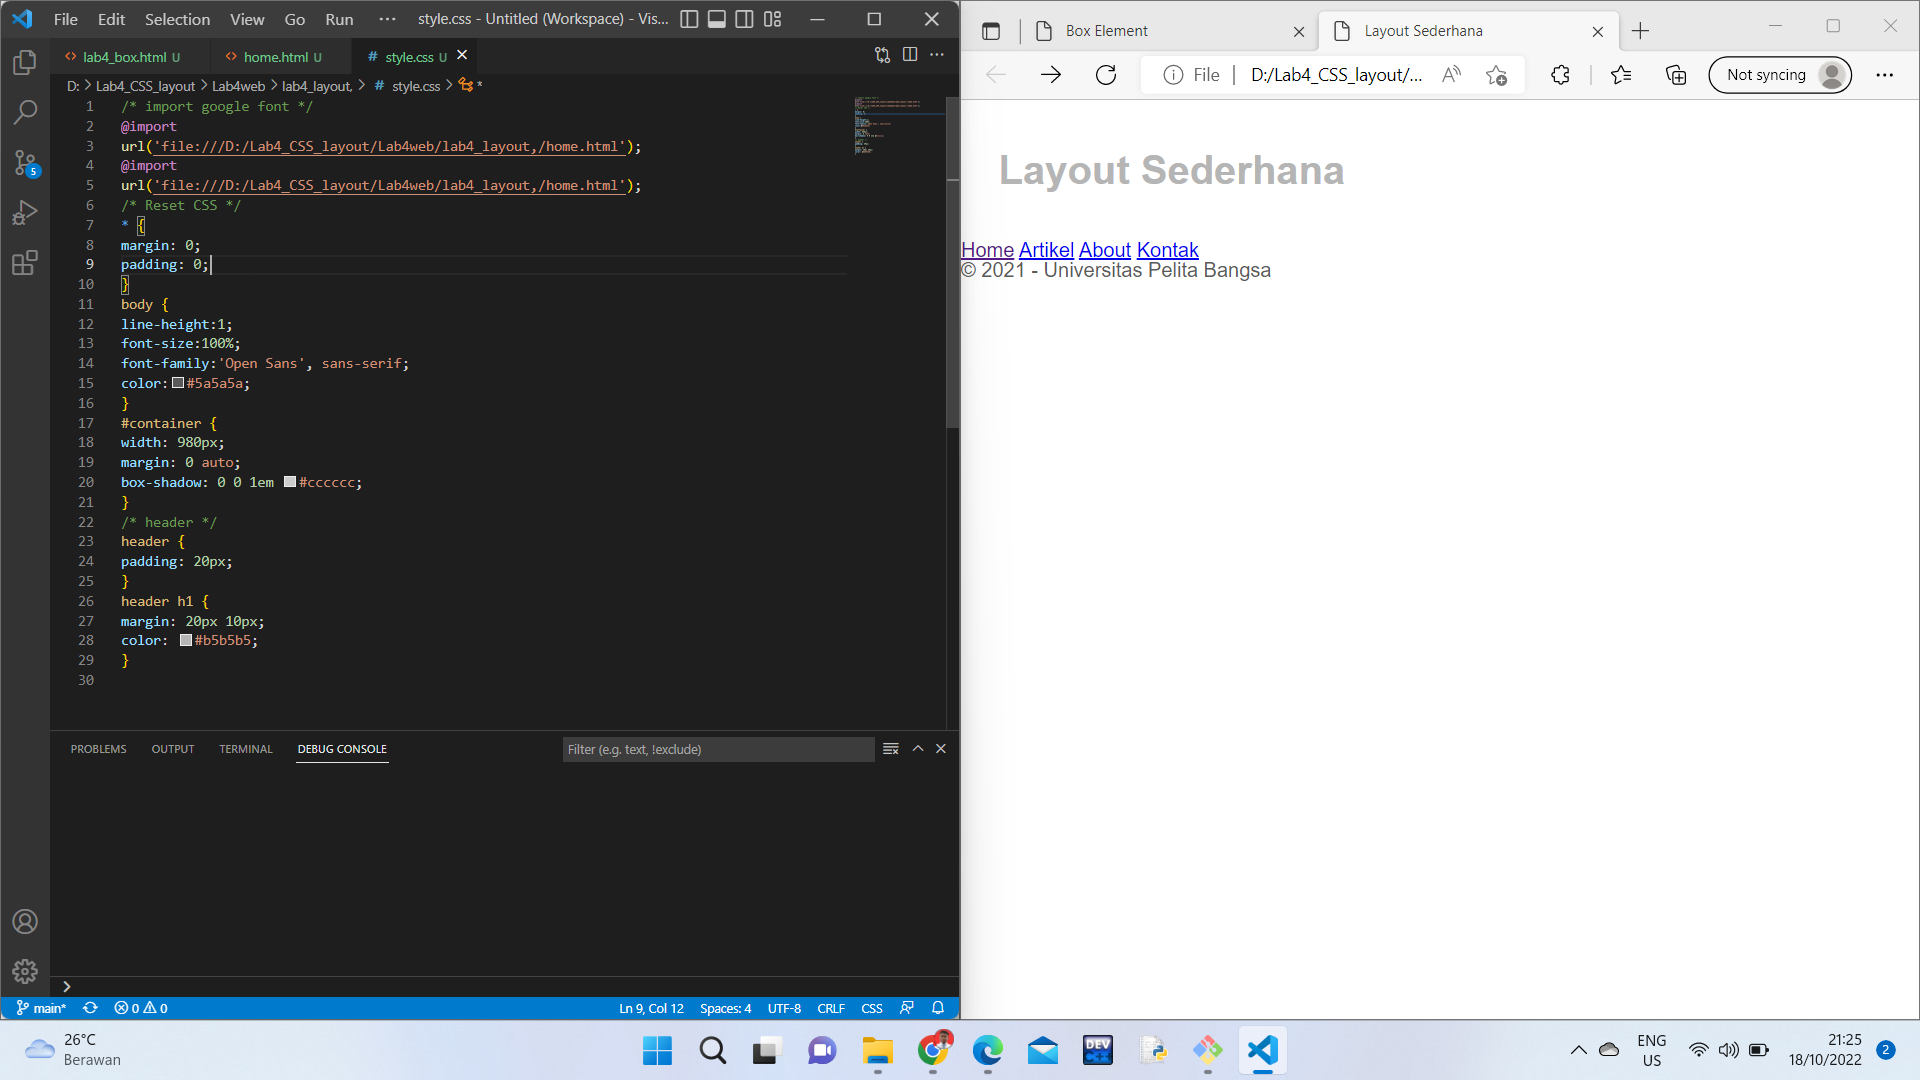 File Edit Selection View Go Run ··· style.css - Untitled (Workspace) - Vis...
lab4_box.html U home.html U # style.css U
D: > Lab4_CSS_layout > Lab4web > lab4_layout, > # style.css > *
1 /* import google font */
2 @import
3 url('file:///D:/Lab4_CSS_layout/Lab4web/lab4_layout,/home.html');
4 @import
5 url('file:///D:/Lab4_CSS_layout/Lab4web/lab4_layout,/home.html');
6 /* Reset CSS */
7 * {
8 margin: 0;
9 padding: 0;
10 }
11 body {
12 line-height:1;
13 font-size:100%;
14 font-family:'Open Sans', sans-serif;
15 color:#5a5a5a;
16 }
17 #container {
18 width: 980px;
19 margin: 0 auto;
20 box-shadow: 0 0 1em #cccccc;
21 }
22 /* header */
23 header {
24 padding: 20px;
25 }
26 header h1 {
27 margin: 20px 10px;
28 color: #b5b5b5;
29 }
30
5
PROBLEMS OUTPUT TERMINAL DEBUG CONSOLE Filter (e.g. text, !exclude)
>
main* 0 0 Ln 9, Col 12 Spaces: 4 UTF-8 CRLF CSS
Box Element Layout Sederhana
File D:/Lab4_CSS_layout/... Not syncing
Layout Sederhana
Home Artikel About Kontak
© 2021 - Universitas Pelita Bangsa
26°C
Berawan
DEV
C++
ENG
US
21:25
18/10/2022
2